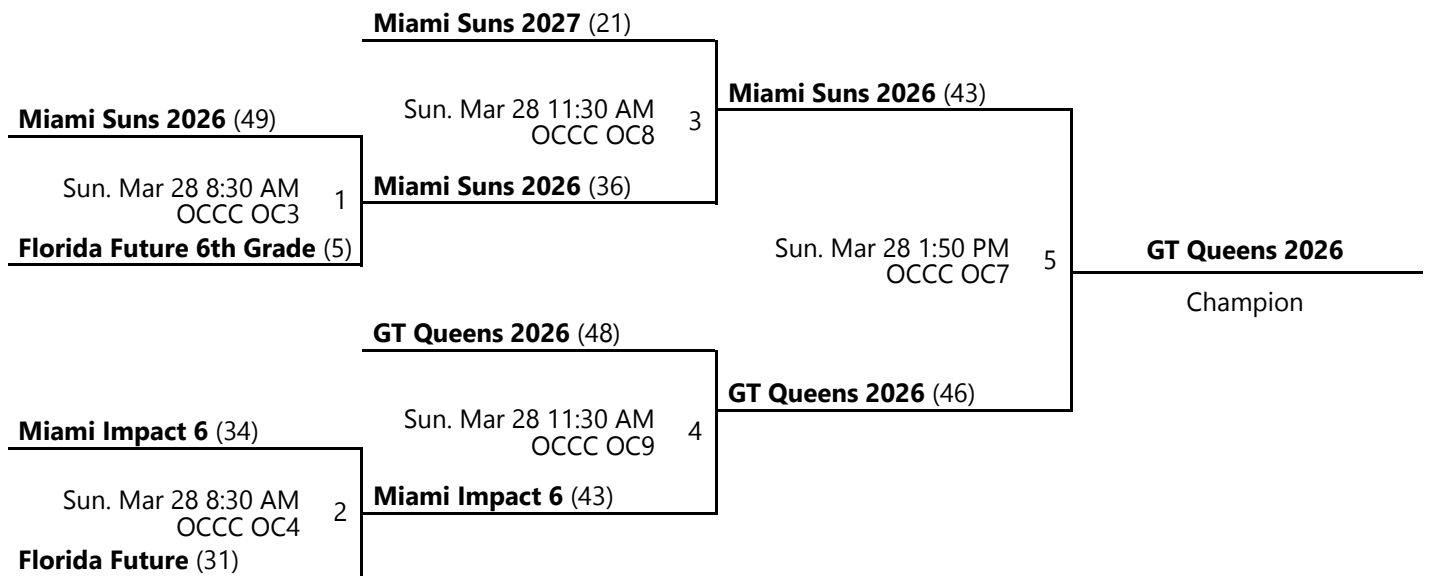 Miami Suns 2027 (21)
Miami Suns 2026 (43)
Miami Suns 2026 (49)
Sun. Mar 28 11:30 AM
OCCC OC8
3
Sun. Mar 28 8:30 AM
OCCC OC3
1
Miami Suns 2026 (36)
Florida Future 6th Grade (5)
Sun. Mar 28 1:50 PM
OCCC OC7
5
GT Queens 2026
Champion
GT Queens 2026 (48)
GT Queens 2026 (46)
Miami Impact 6 (34)
Sun. Mar 28 11:30 AM
OCCC OC9
4
Sun. Mar 28 8:30 AM
OCCC OC4
2
Miami Impact 6 (43)
Florida Future (31)